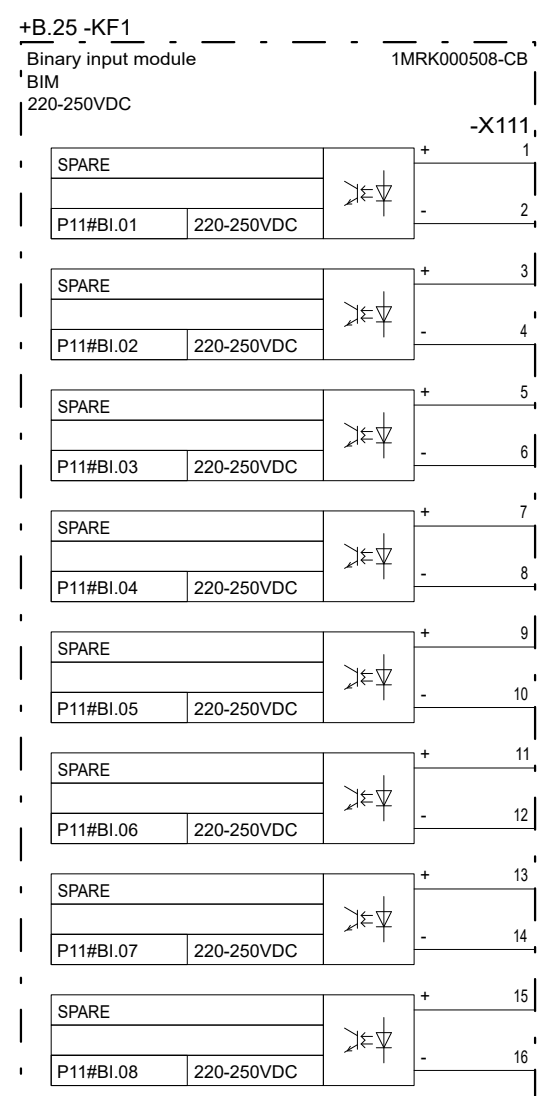 +B.25 -KF1
Binary input module 1MRK000508-CB
BIM
220-250VDC
-X111
+ 1
SPARE
- 2
P11#BI.01 220-250VDC
+ 3
SPARE
- 4
P11#BI.02 220-250VDC
+ 5
SPARE
- 6
P11#BI.03 220-250VDC
+ 7
SPARE
- 8
P11#BI.04 220-250VDC
+ 9
SPARE
- 10
P11#BI.05 220-250VDC
+ 11
SPARE
- 12
P11#BI.06 220-250VDC
+ 13
SPARE
- 14
P11#BI.07 220-250VDC
+ 15
SPARE
- 16
P11#BI.08 220-250VDC